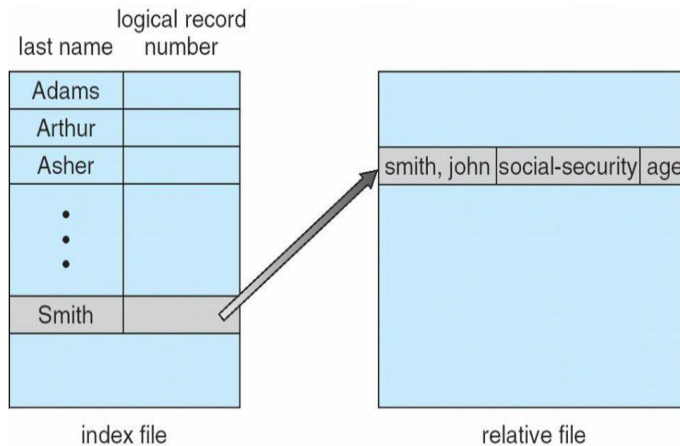 logical record
last name number
Adams
Arthur
Asher
smith, john social-security age
Smith
index file relative file